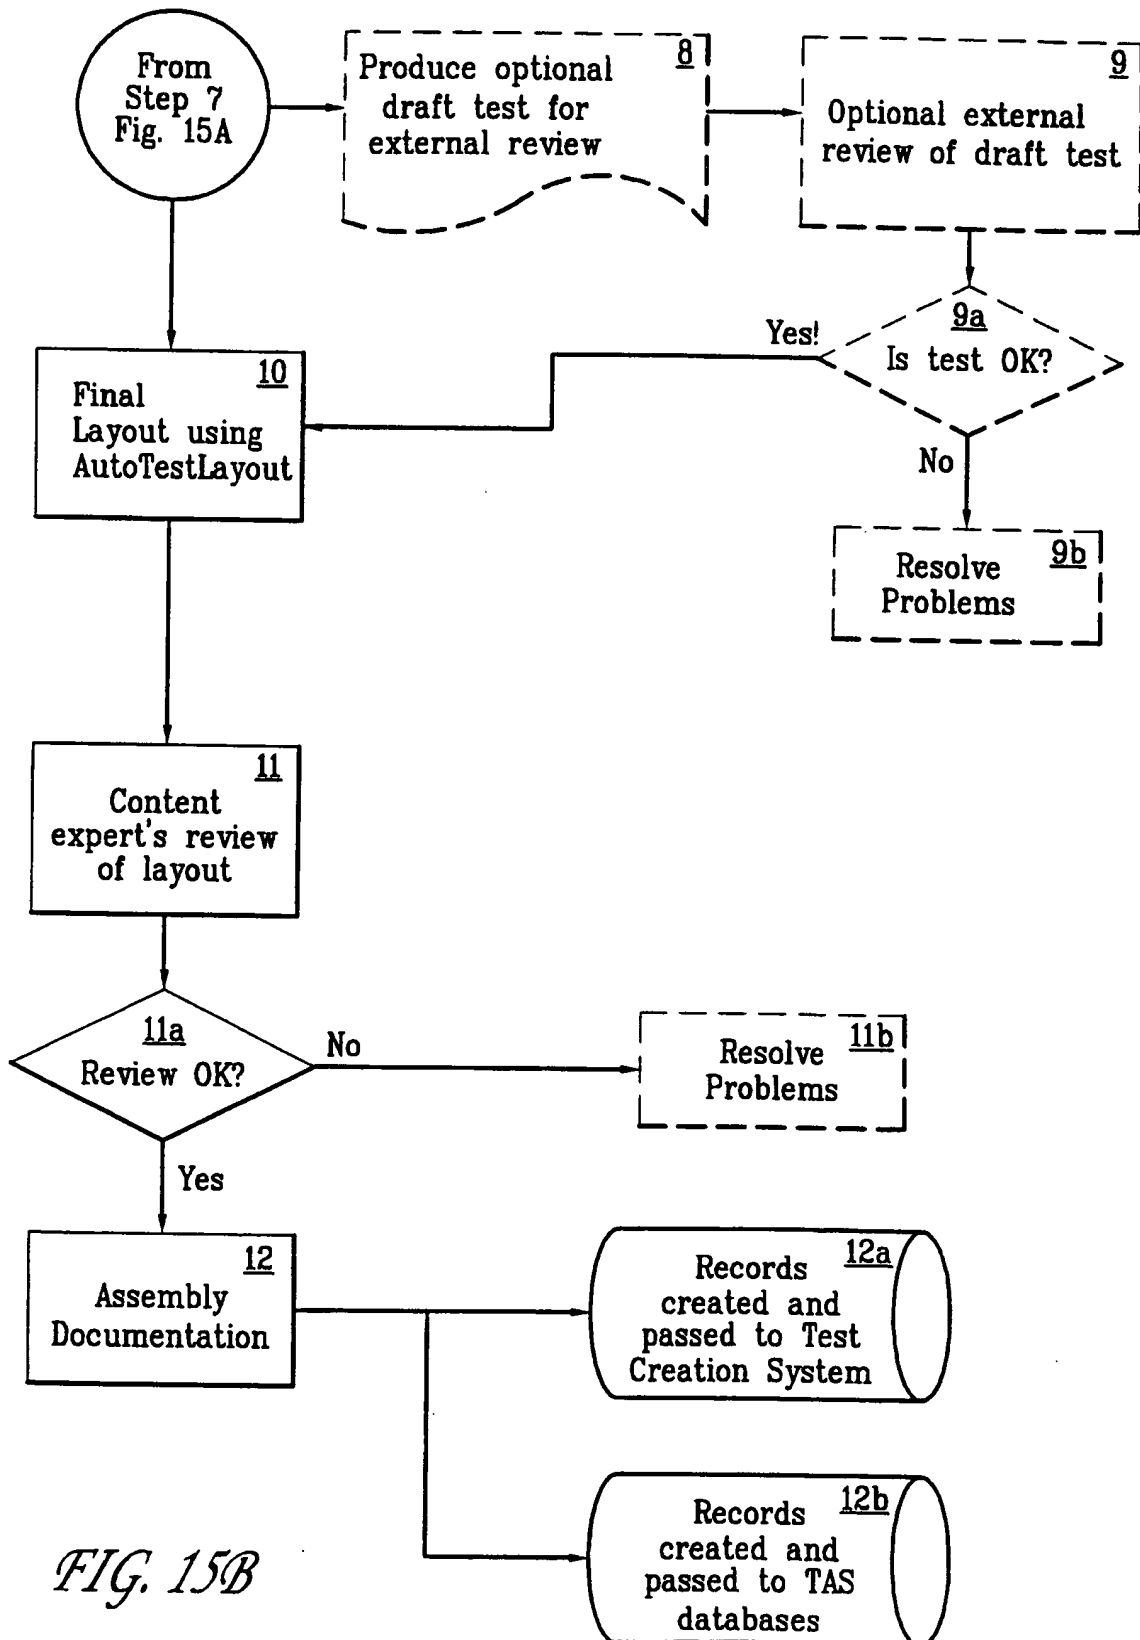 From
Step 7
Fig. 15A
8
Produce optional
draft test for
external review
9
Optional external
review of draft test
9a
Is test OK?
Yes!
No
9b
Resolve
Problems
10
Final
Layout using
AutoTestLayout
11
Content
expert's review
of layout
11a
Review OK?
No
11b
Resolve
Problems
Yes
12
Assembly
Documentation
12a
Records
created and
passed to Test
Creation System
12b
Records
created and
passed to TAS
databases
FIG. 15B